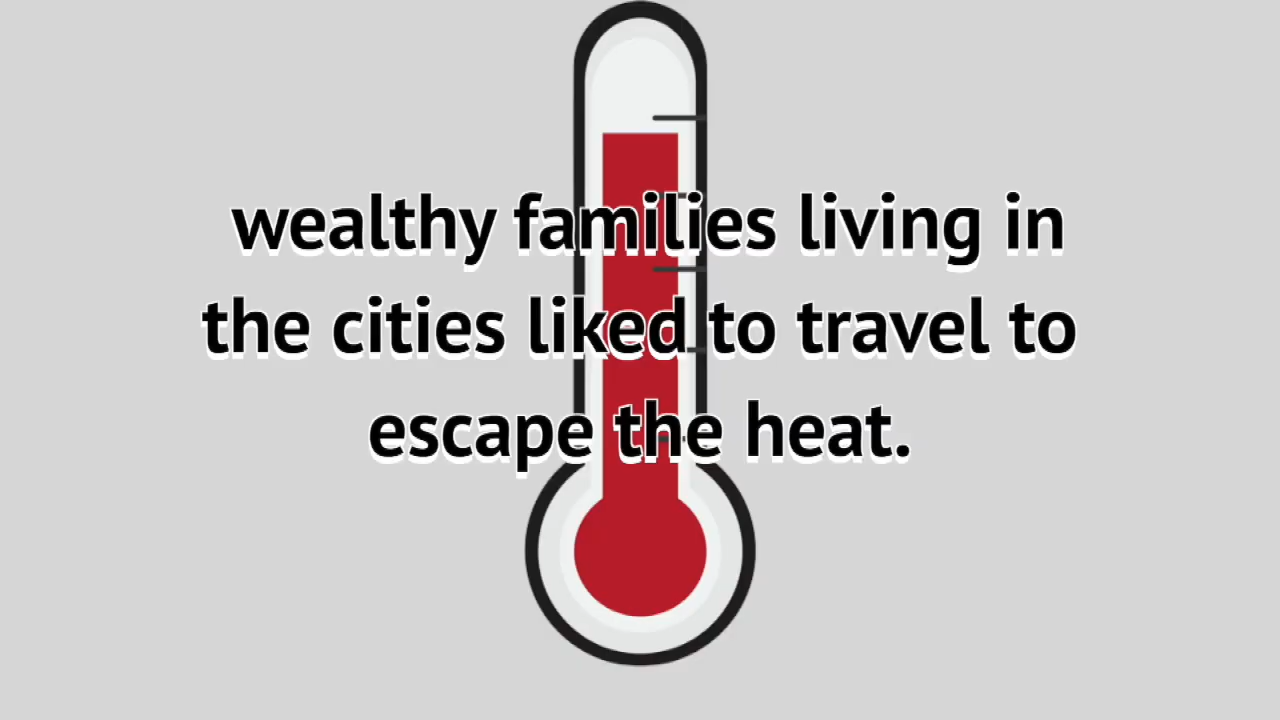 wealthy families living in
the cities liked to travel to
escape the heat.